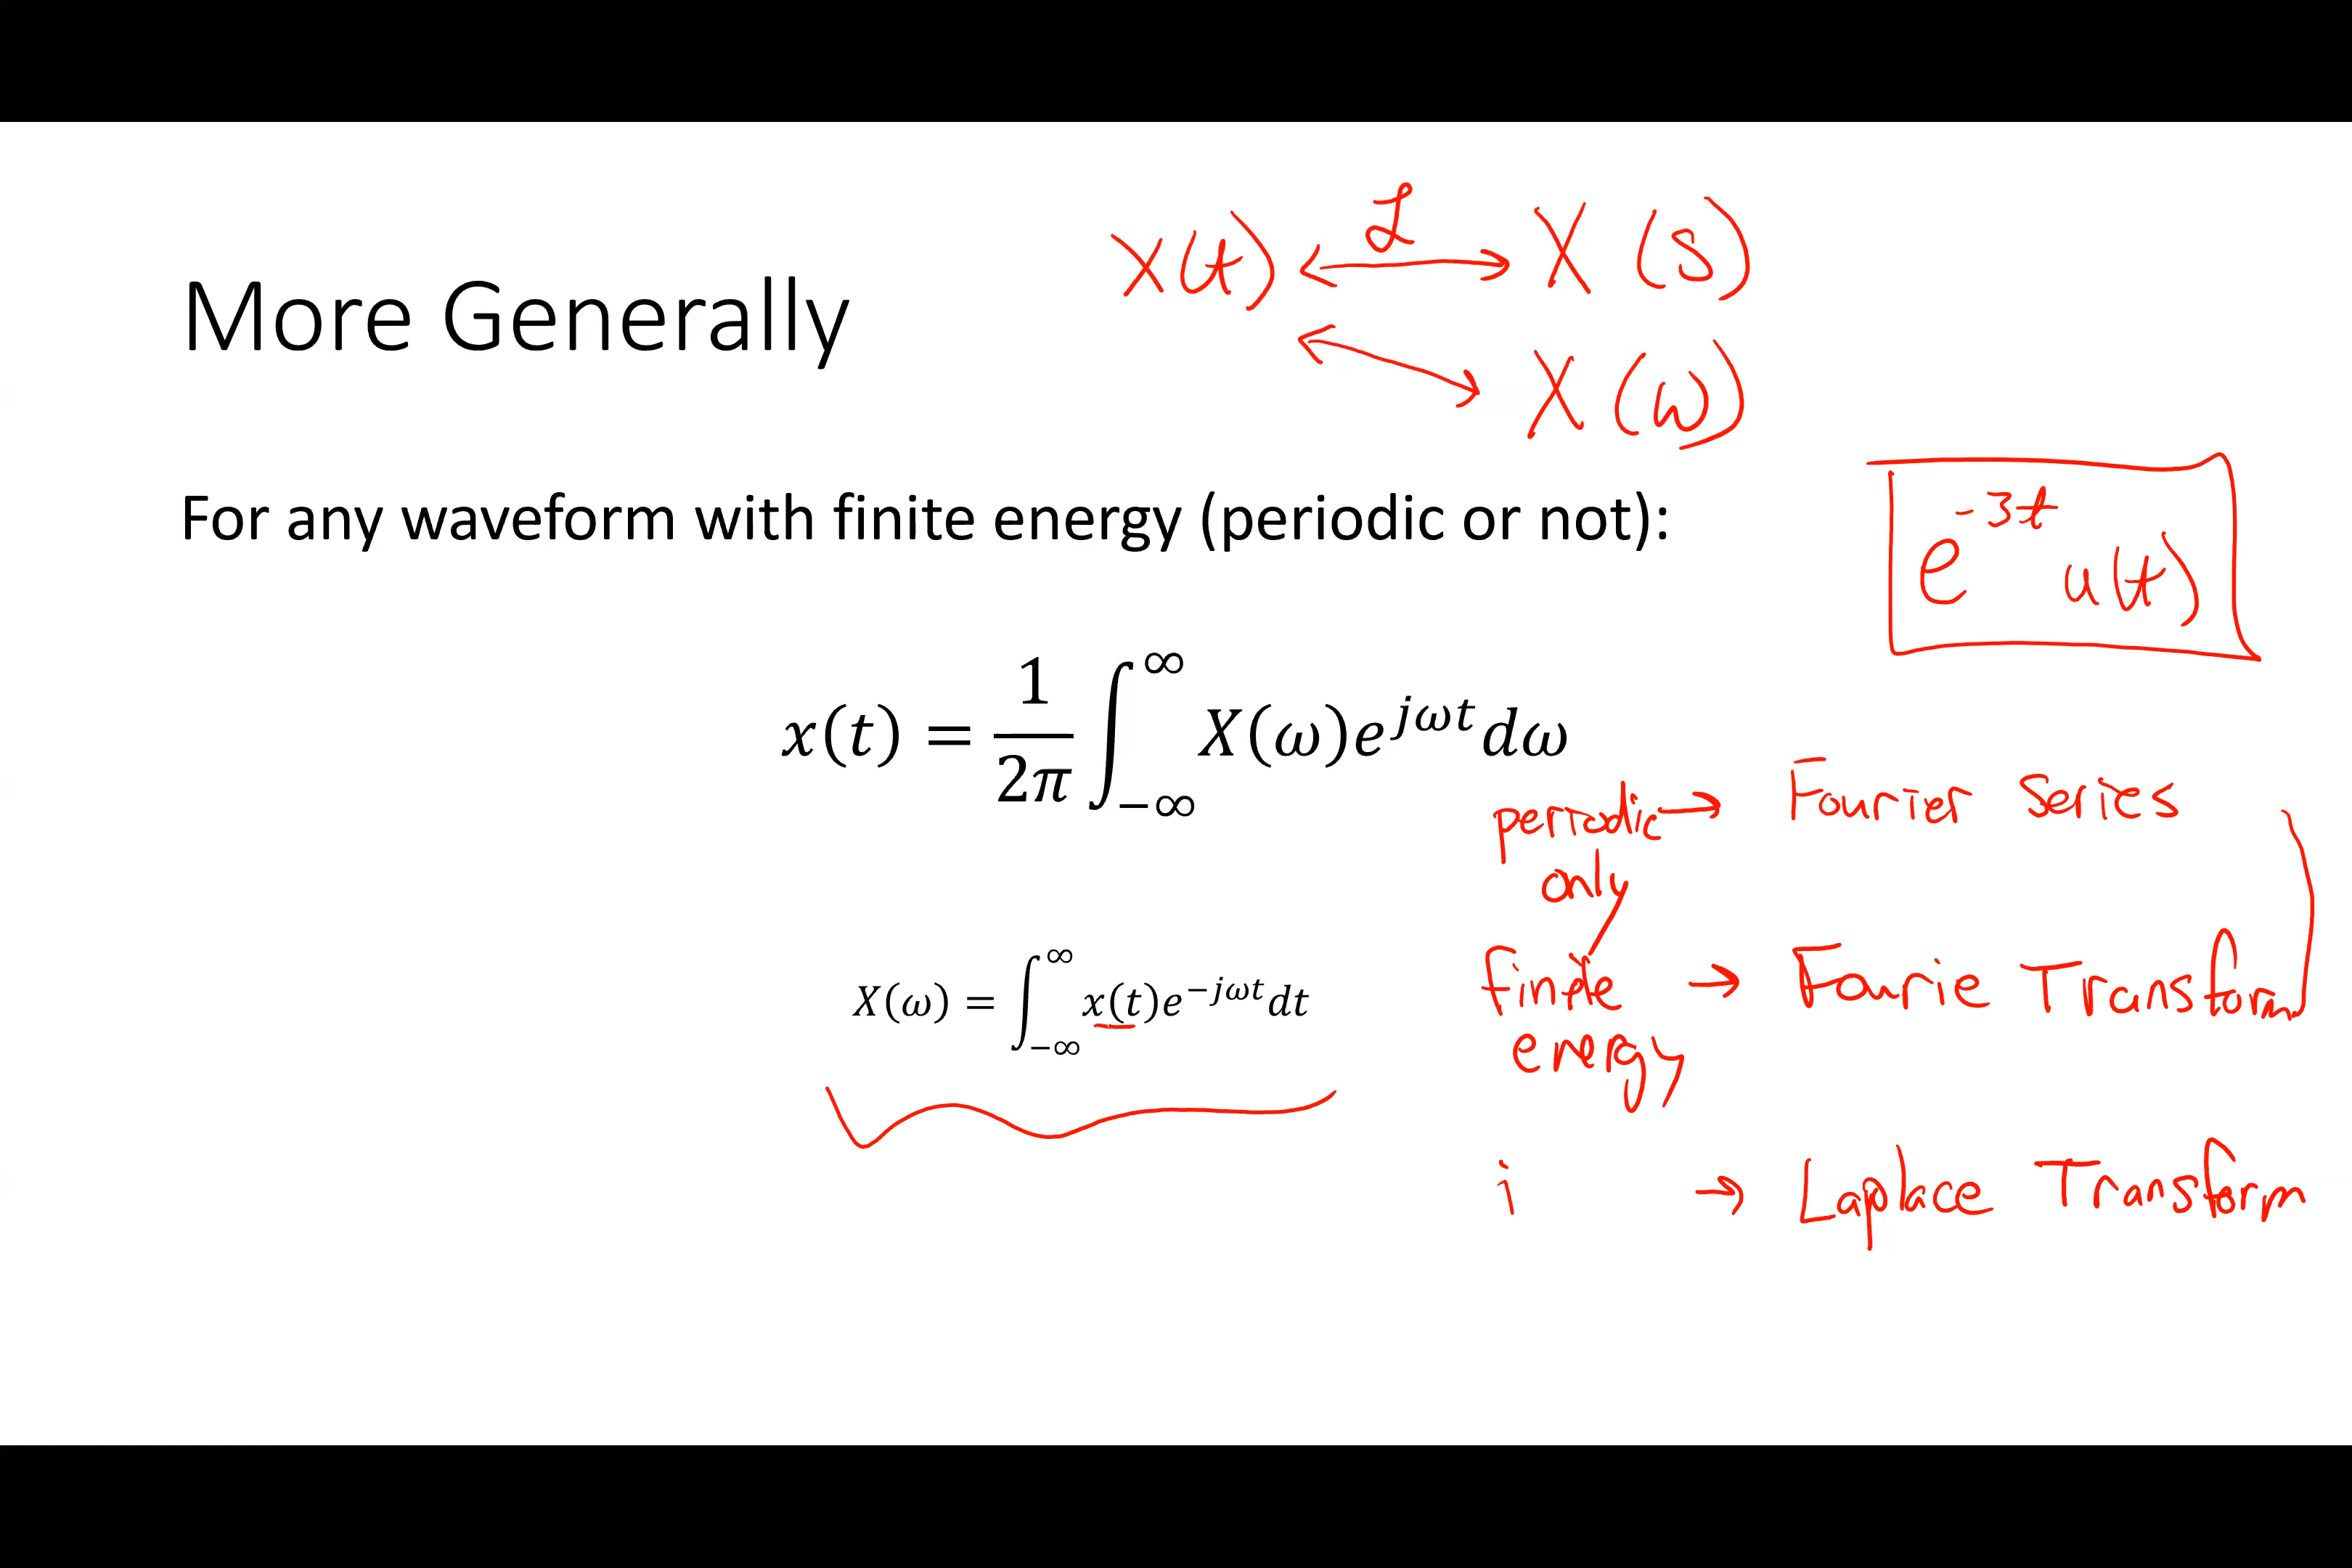 x(t) ⟷ ℒ X(s)
X(ω)
More Generally
For any waveform with finite energy (periodic or not):
e^{-3t} u(t)
x(t) = \frac{1}{2π} ∫_{-∞}^{∞} X(ω)e^{jωt}dω
periodic → Fourier Series
only
X(ω) = ∫_{-∞}^{∞} x(t)e^{-jωt}dt
finite → Fourie Transform
energy
i → Laplace Transform